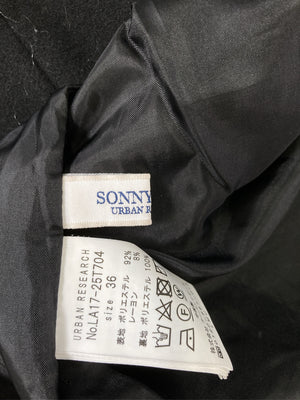 SONNY
URBAN R
URBAN RESEARCH
No.LA17-25T704
size 36
表地 ポリエステル 92%
レーヨン 8%
裏地 ポリエステル 100%